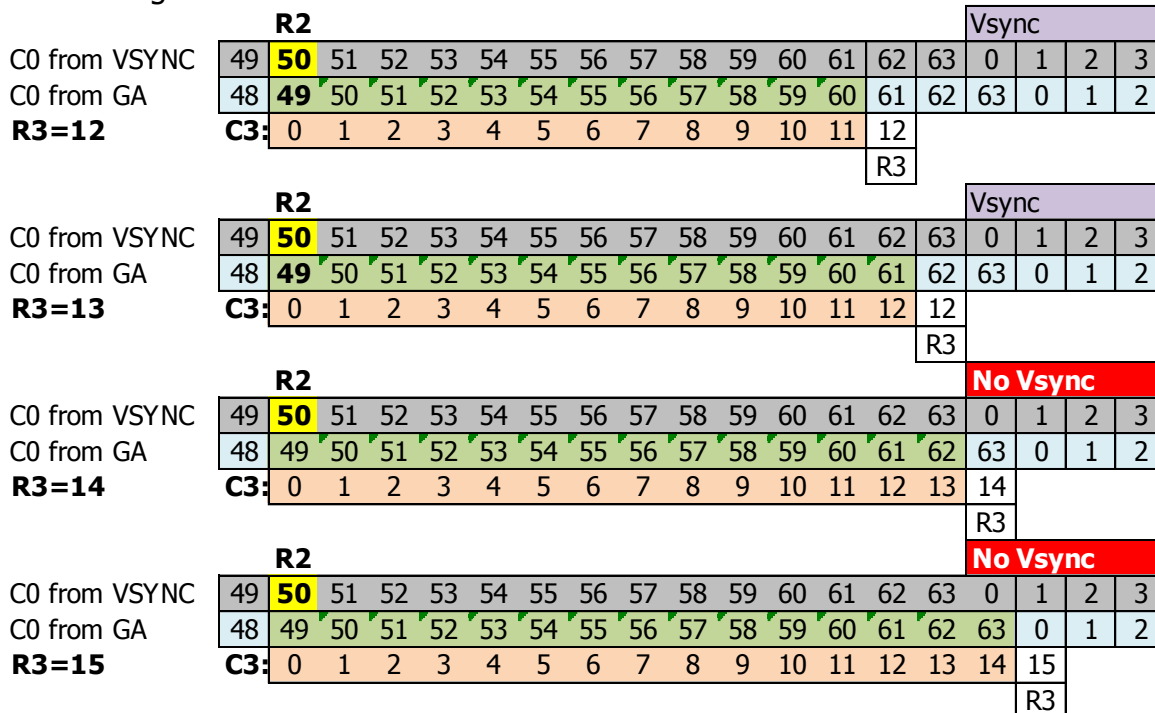 R2 Vsync
C0 from VSYNC 49 50 51 52 53 54 55 56 57 58 59 60 61 62 63 0 1 2 3
C0 from GA 48 49 50 51 52 53 54 55 56 57 58 59 60 61 62 63 0 1 2
R3=12 C3: 0 1 2 3 4 5 6 7 8 9 10 11 12
R3
R2 Vsync
C0 from VSYNC 49 50 51 52 53 54 55 56 57 58 59 60 61 62 63 0 1 2 3
C0 from GA 48 49 50 51 52 53 54 55 56 57 58 59 60 61 62 63 0 1 2
R3=13 C3: 0 1 2 3 4 5 6 7 8 9 10 11 12 12
R3
R2 No Vsync
C0 from VSYNC 49 50 51 52 53 54 55 56 57 58 59 60 61 62 63 0 1 2 3
C0 from GA 48 49 50 51 52 53 54 55 56 57 58 59 60 61 62 63 0 1 2
R3=14 C3: 0 1 2 3 4 5 6 7 8 9 10 11 12 13 14
R3
R2 No Vsync
C0 from VSYNC 49 50 51 52 53 54 55 56 57 58 59 60 61 62 63 0 1 2 3
C0 from GA 48 49 50 51 52 53 54 55 56 57 58 59 60 61 62 63 0 1 2
R3=15 C3: 0 1 2 3 4 5 6 7 8 9 10 11 12 13 14 15
R3